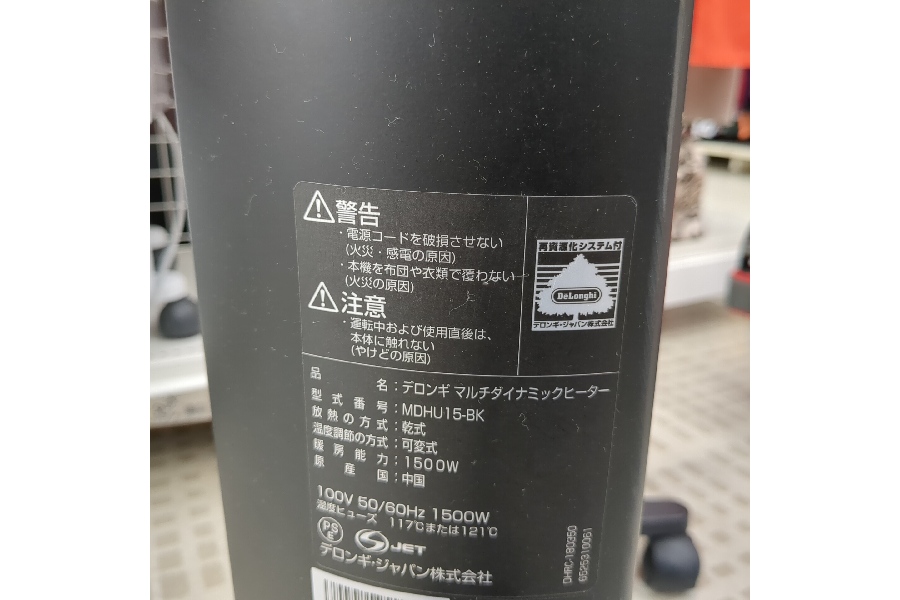 警告
・電源コードを破損させない
(火災・感電の原因)
・本機を布団や衣類で覆わない
(火災の原因)
注意
・運転中および使用直後は、
本体に触れない
(やけどの原因)
再資源化システム付
DeLonghi
デロンギ・ジャパン株式会社
品名：デロンギ マルチダイナミックヒーター
型式番号：MDHU15-BK
放熱の方式：乾式
温度調節の方式：可変式
暖房能力：1500W
原産国：中国
100V 50/60Hz 1500W
温度ヒューズ 117℃または121℃
PS
E
JET
デロンギ・ジャパン株式会社
DHRC-180350
6525310061